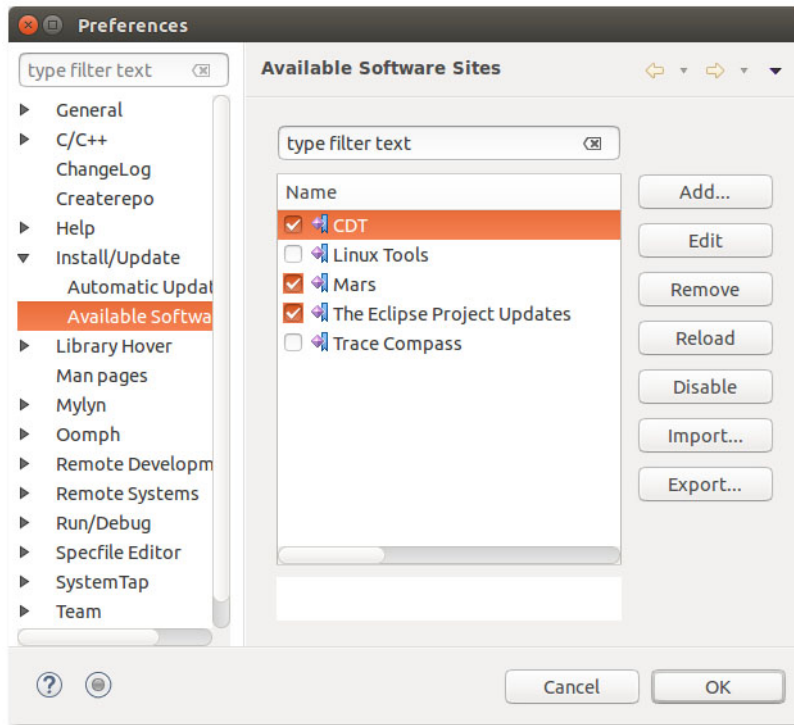 Preferences
type filter text
General
C/C++
ChangeLog
Createrepo
Help
Install/Update
Automatic Updat
Available Softwa
Library Hover
Man pages
Mylyn
Oomph
Remote Developm
Remote Systems
Run/Debug
Specfile Editor
SystemTap
Team
Available Software Sites
type filter text
Name
CDT
Linux Tools
Mars
The Eclipse Project Updates
Trace Compass
Add...
Edit
Remove
Reload
Disable
Import...
Export...
?
Cancel
OK